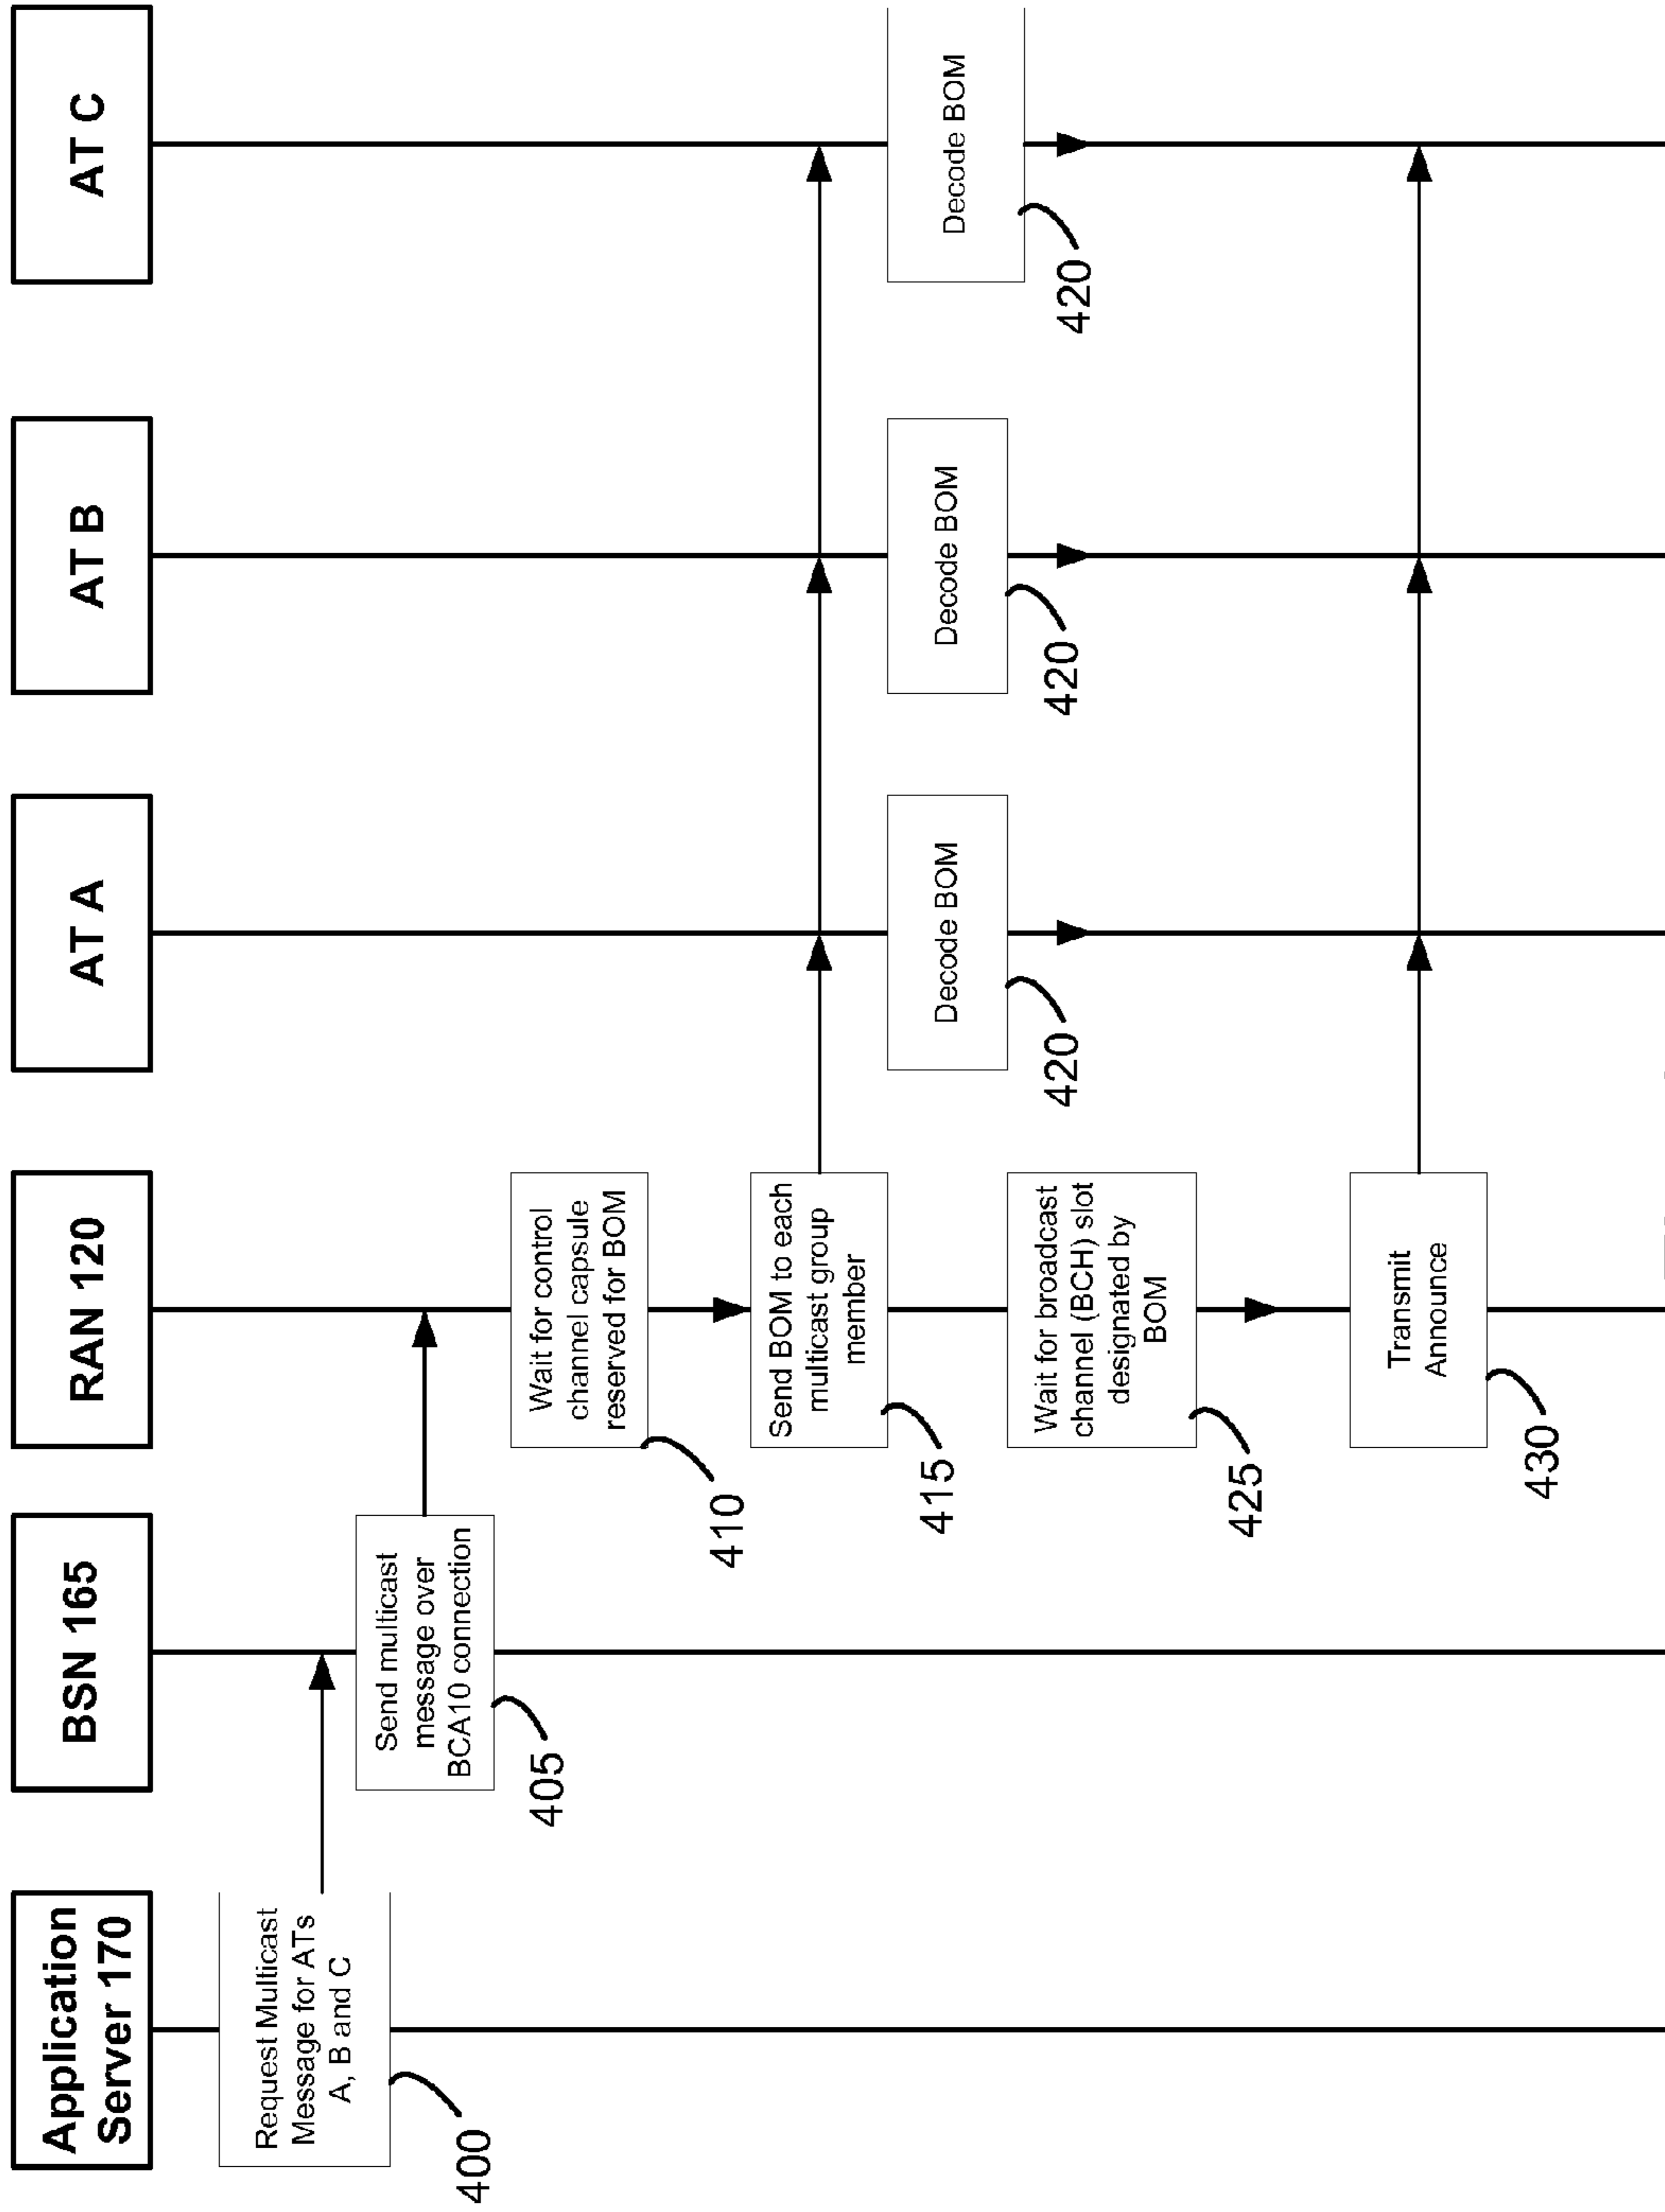 Application
Server 170
BSN 165
RAN 120
AT A
AT B
AT C
Request Multicast
Message for ATs
A, B and C
400
Send multicast
message over
BCA10 connection
405
Wait for control
channel capsule
reserved for BOM
410
Send BOM to each
multicast group
member
415
Decode BOM
420
Decode BOM
420
Decode BOM
420
Wait for broadcast
channel (BCH) slot
designated by
BOM
425
Transmit
Announce
430